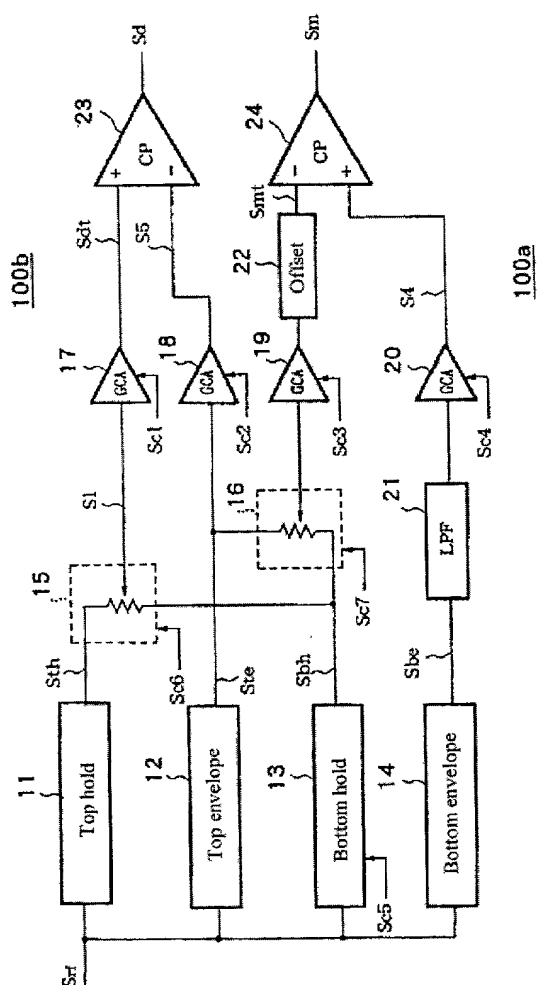 100b
100a
Srf
11
Top hold
12
Top envelope
13
Bottom hold
14
Bottom envelope
Sc5
Sth
Ste
Sbh
Sbe
15
Sc6
16
Sc7
21
LPF
S1
17
GCA
Sc1
18
GCA
Sc2
19
GCA
Sc3
20
GCA
Sc4
22
Offset
Sdt
S5
Smt
S4
23
CP
+
-
24
CP
-
+
Sd
Sm